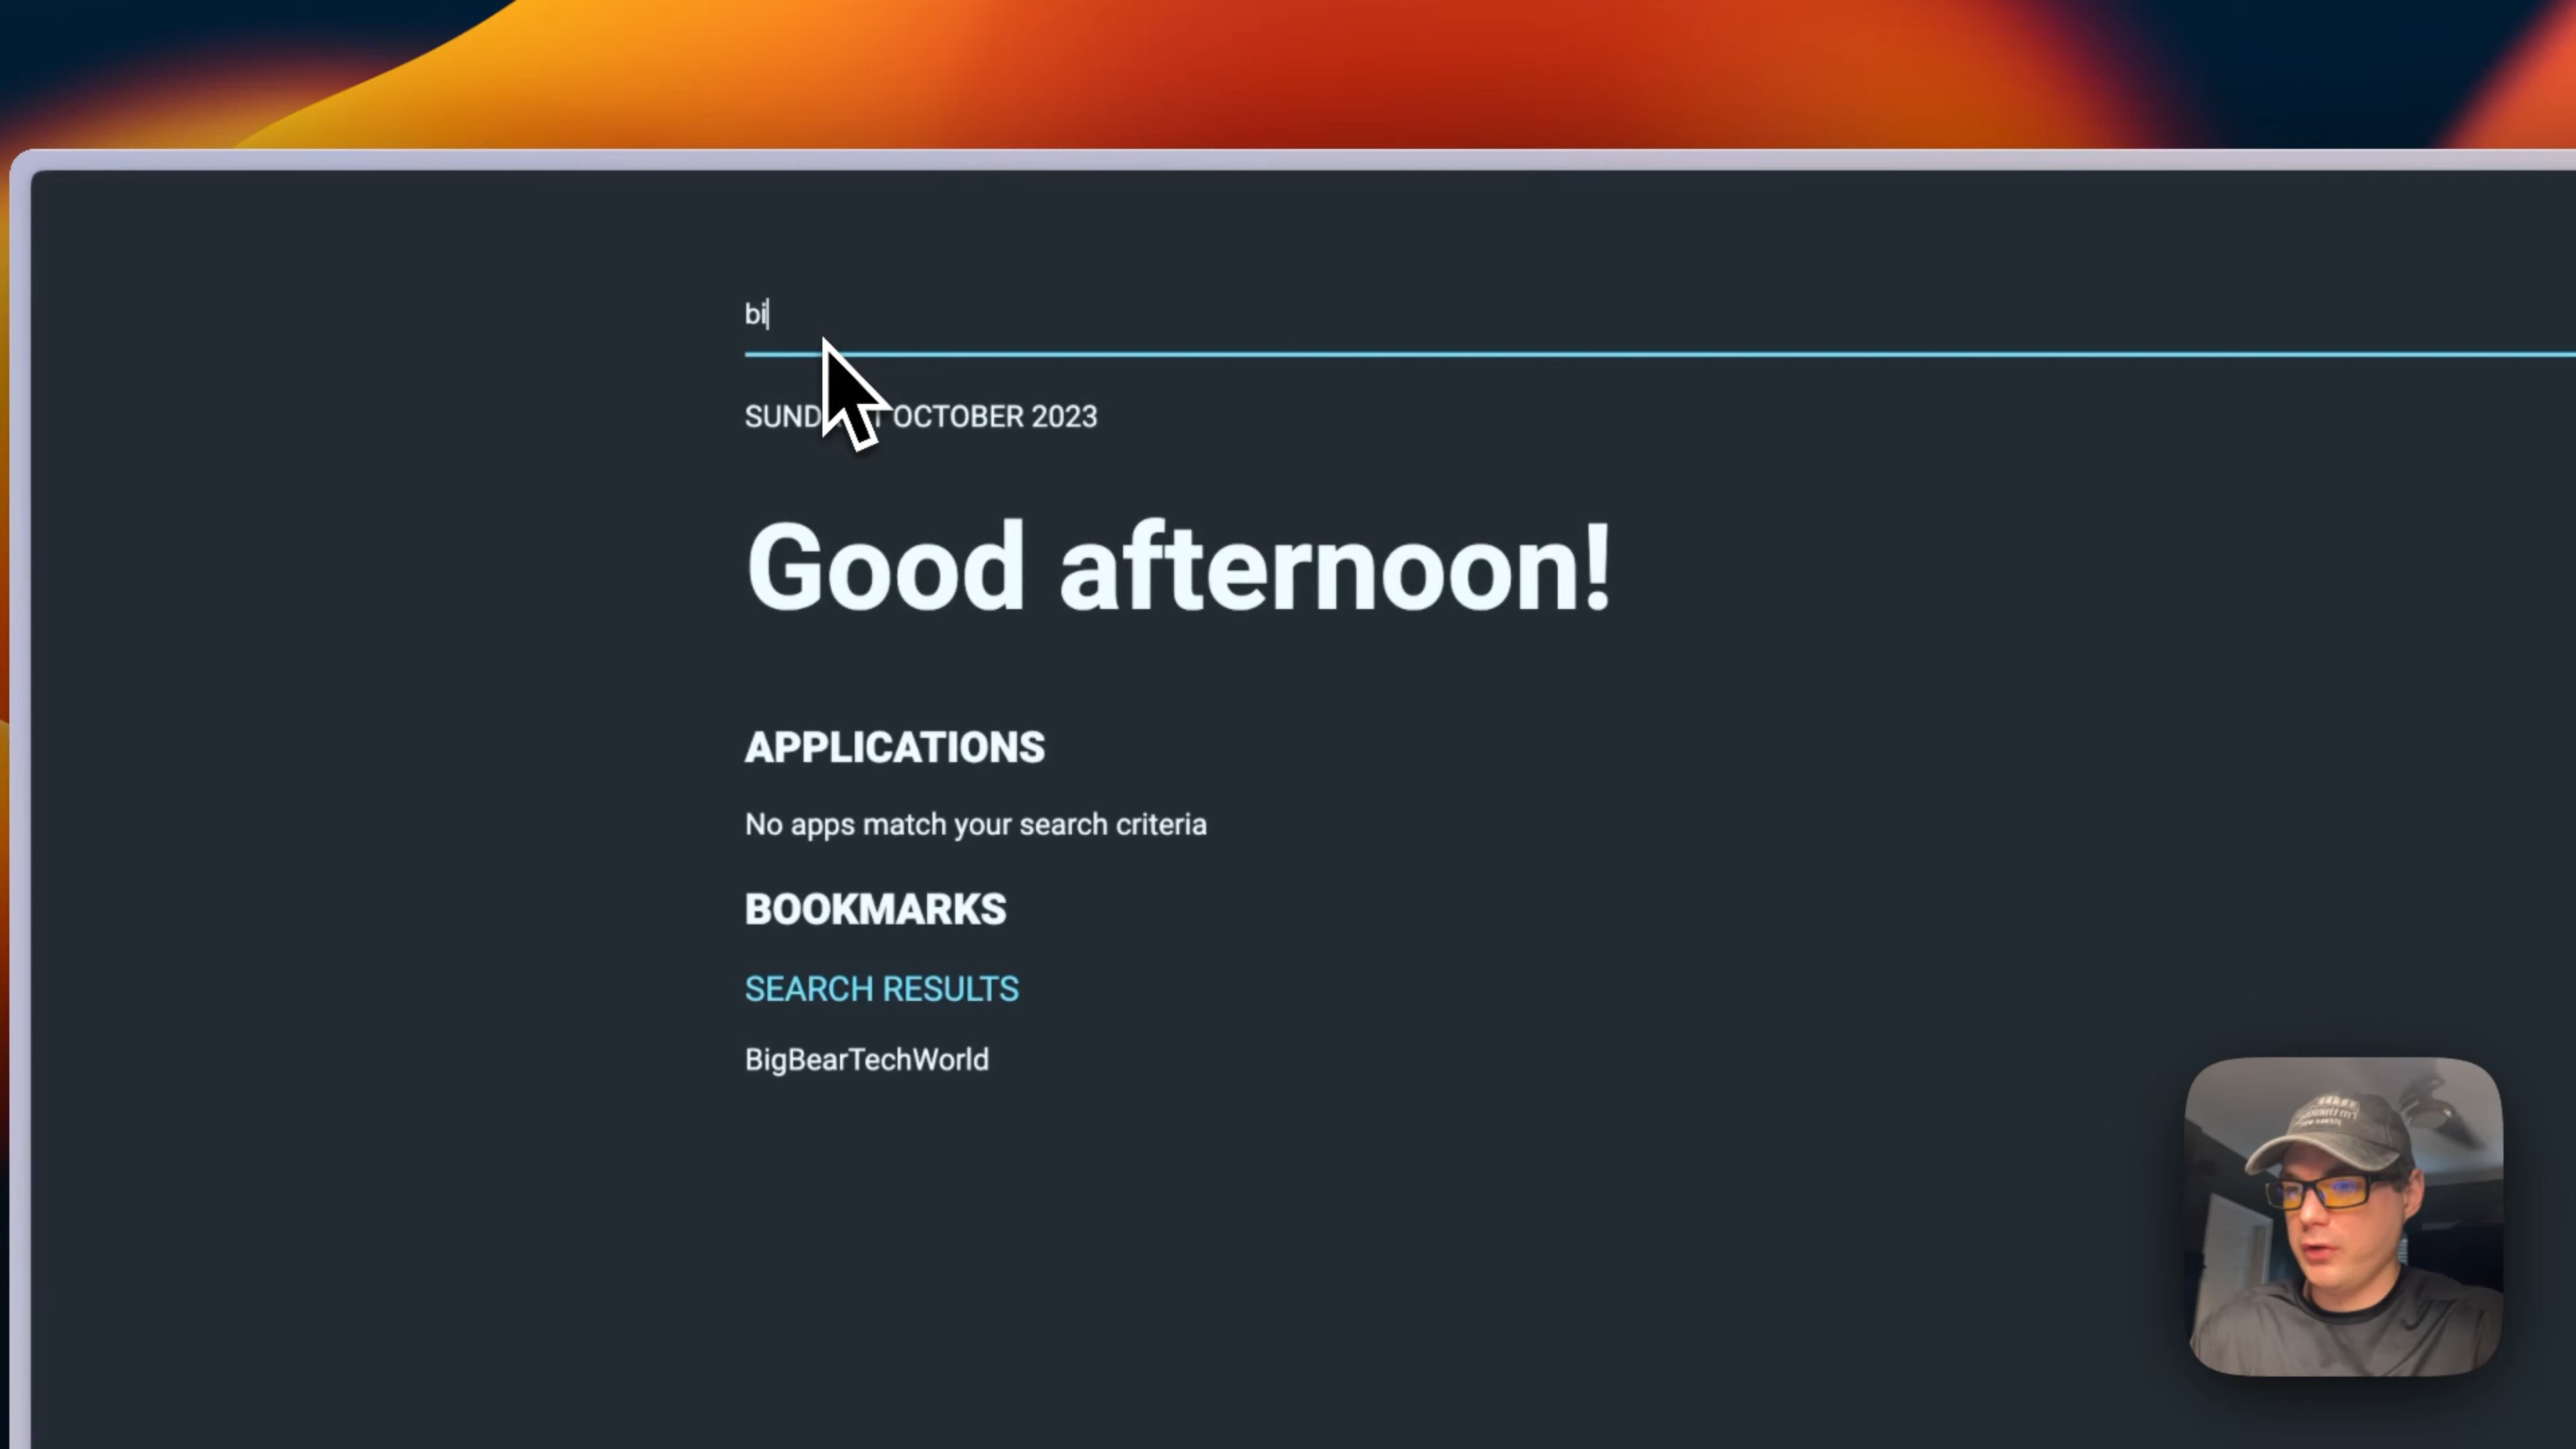 bi
SUND OCTOBER 2023
Good afternoon!
APPLICATIONS
No apps match your search criteria
BOOKMARKS
SEARCH RESULTS
BigBearTechWorld